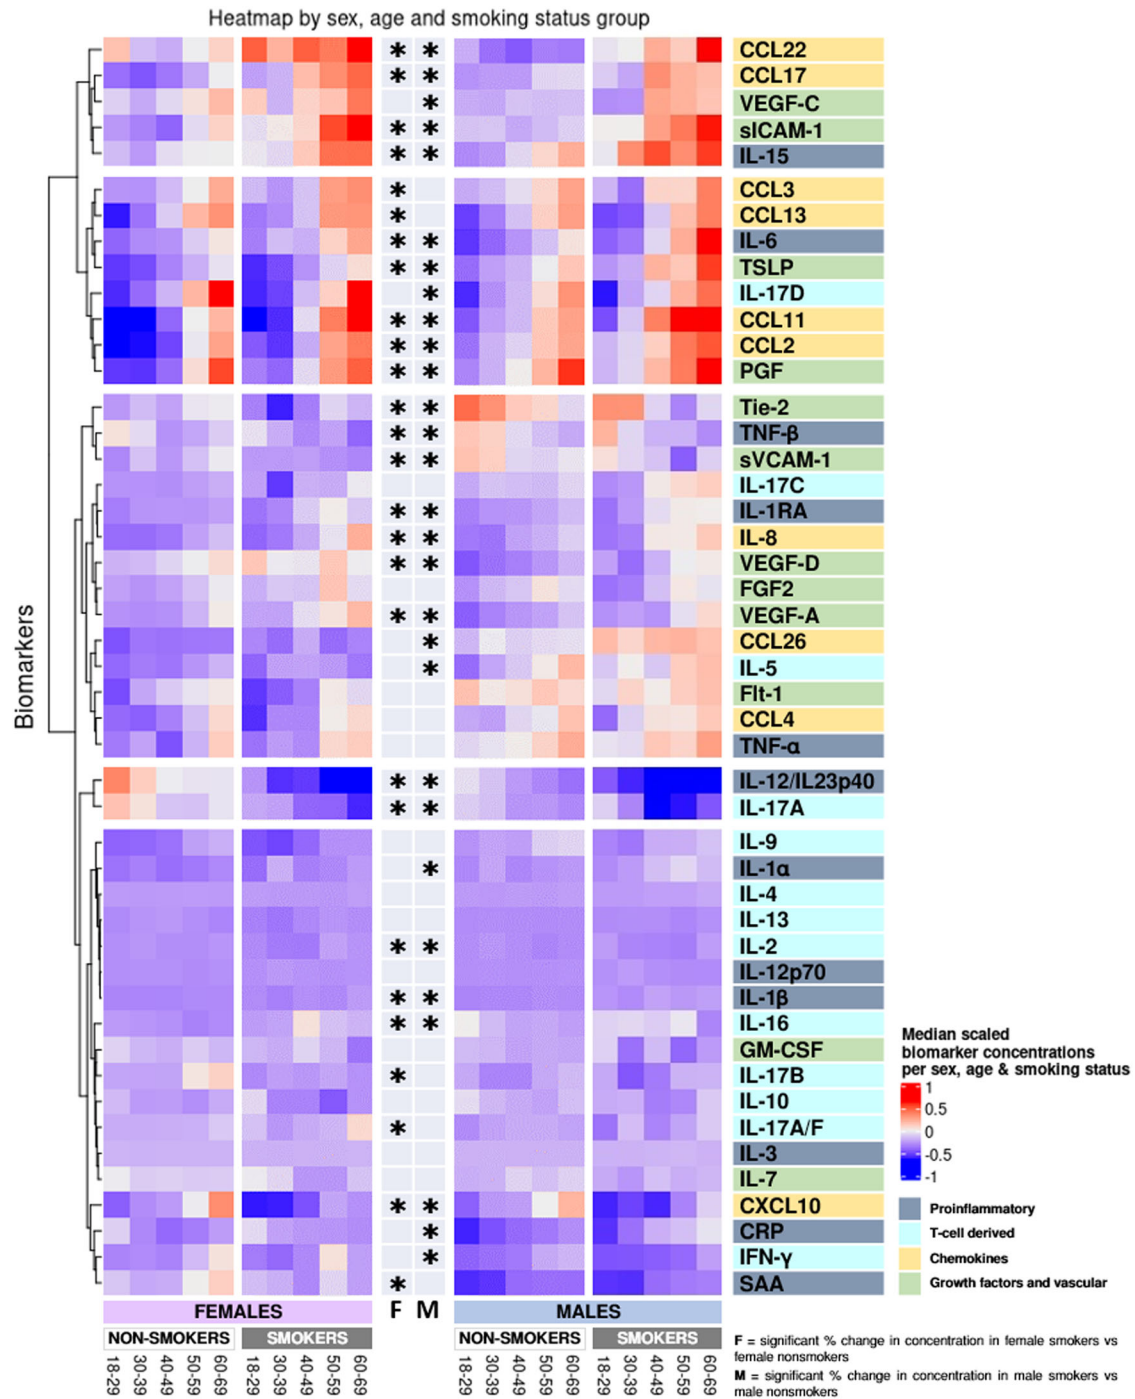 Heatmap by sex, age and smoking status group
Biomarkers
* * CCL22
* * CCL17
* VEGF-C
* * sICAM-1
* * IL-15
* CCL3
* CCL13
* * IL-6
* * TSLP
* IL-17D
* * CCL11
* * CCL2
* * PGF
* * Tie-2
* * TNF-β
* * sVCAM-1
IL-17C
* * IL-1RA
* * IL-8
* * VEGF-D
FGF2
* * VEGF-A
* CCL26
* IL-5
Flt-1
CCL4
TNF-α
* * IL-12/IL23p40
* * IL-17A
IL-9
* IL-1α
IL-4
IL-13
* * IL-2
IL-12p70
* * IL-1β
* * IL-16
GM-CSF
* IL-17B
IL-10
* IL-17A/F
IL-3
IL-7
* * CXCL10
* CRP
* IFN-γ
* SAA
FEMALES F M MALES
NON-SMOKERS SMOKERS NON-SMOKERS SMOKERS
18-29 30-39 40-49 50-59 60-69 18-29 30-39 40-49 50-59 60-69 18-29 30-39 40-49 50-59 60-69 18-29 30-39 40-49 50-59 60-69
Median scaled
biomarker concentrations
per sex, age & smoking status
1
0.5
0
-0.5
-1
Proinflammatory
T-cell derived
Chemokines
Growth factors and vascular
F = significant % change in concentration in female smokers vs
female nonsmokers
M = significant % change in concentration in male smokers vs
male nonsmokers